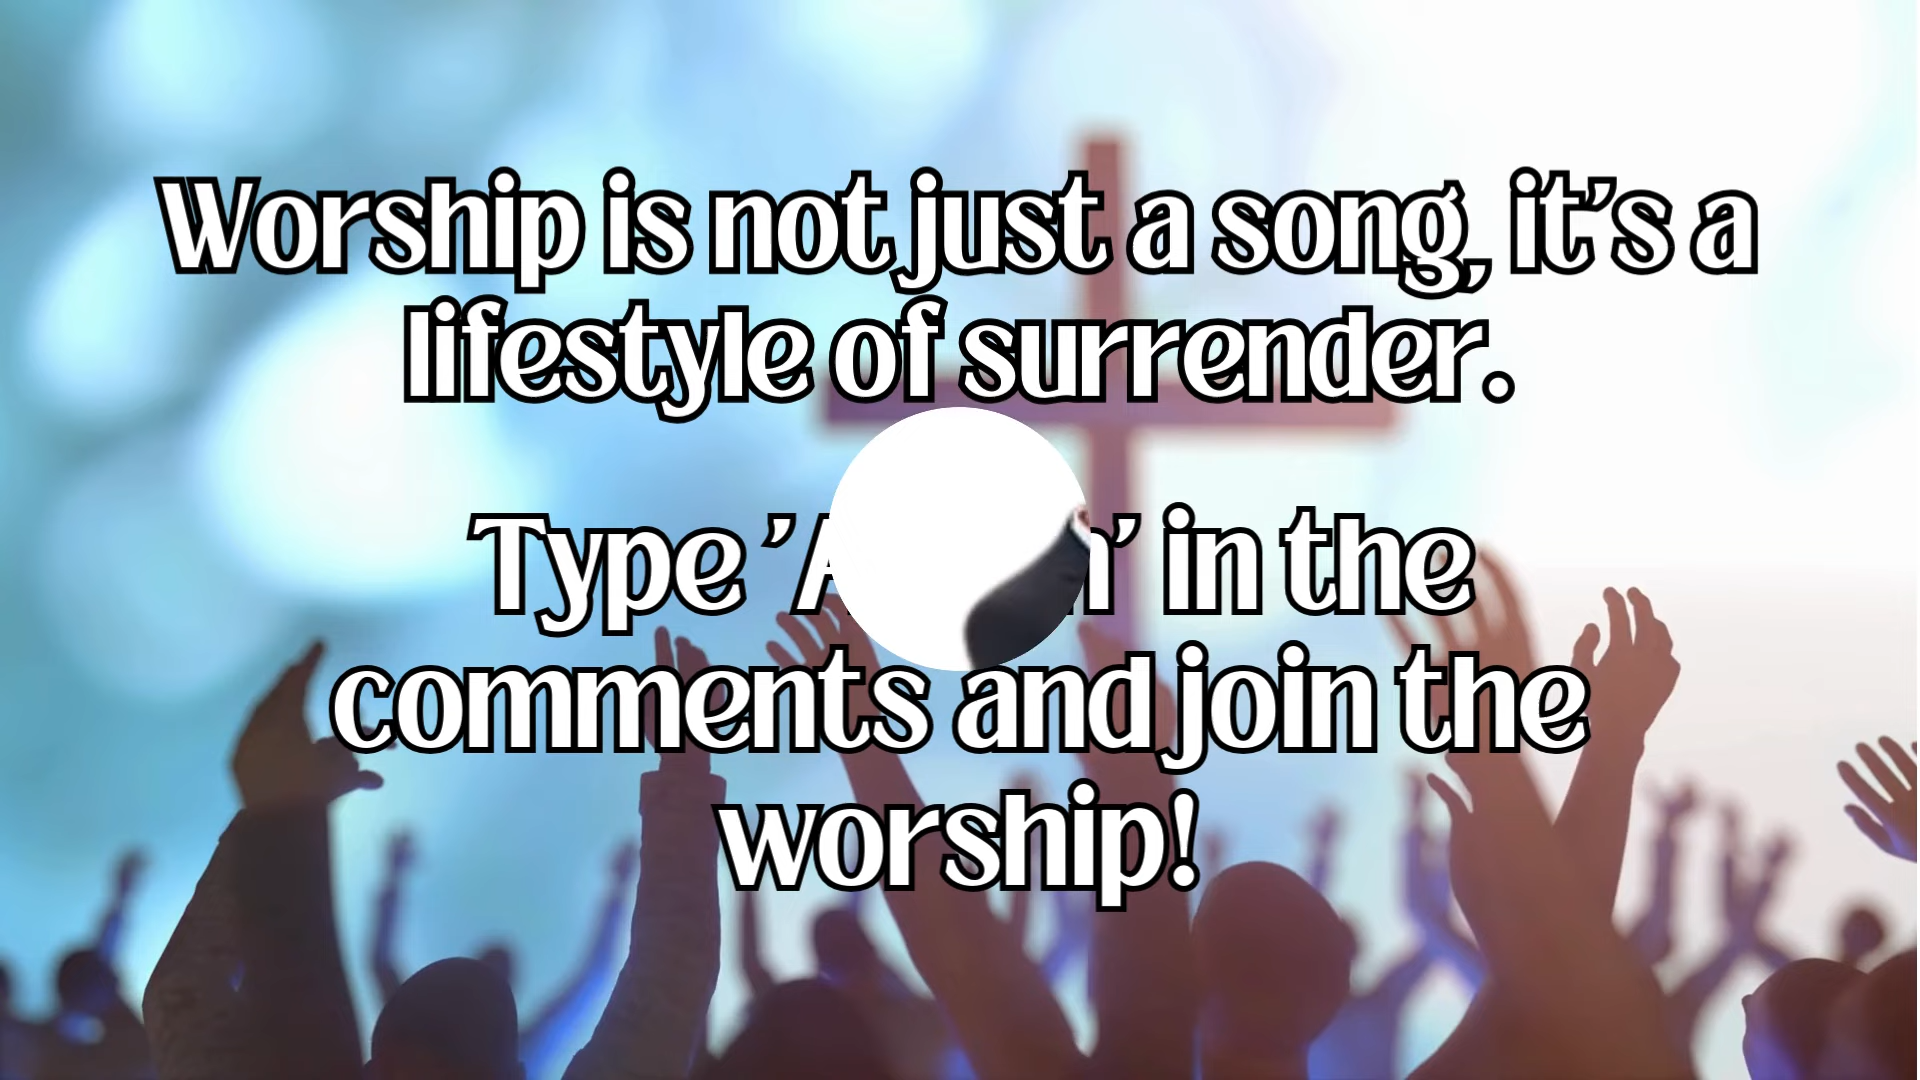 Worship is not just a song, it's a
lifestyle of surrender.
Type in the
comments and join the
worship!